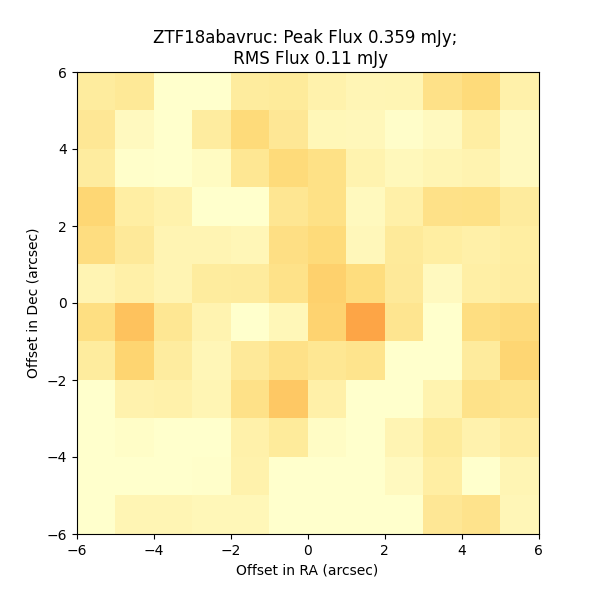 ZTF18abavruc: Peak Flux 0.359 mJy;
RMS Flux 0.11 mJy
6
4
2
0
−2
−4
−6
Offset in Dec (arcsec)
−6 −4 −2 0 2 4 6
Offset in RA (arcsec)